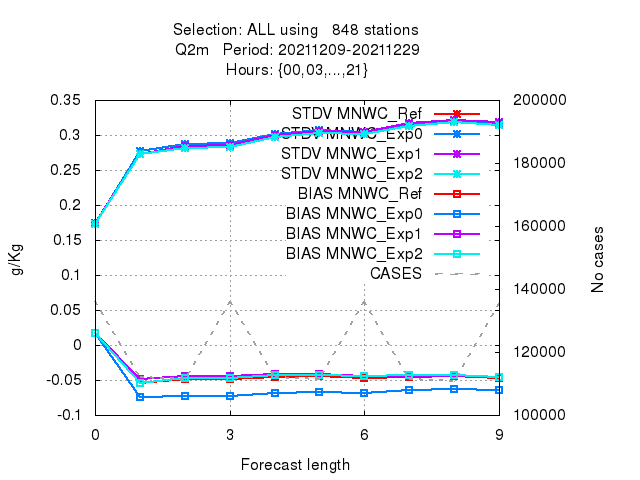 Selection: ALL using   848 stations
Q2m   Period: 20211209-20211229
Hours: {00,03,...,21}
0.35
0.3
0.25
0.2
0.15
0.1
0.05
0
-0.05
-0.1
g/Kg
STDV MNWC_Ref
STDV MNWC_Exp0
STDV MNWC_Exp1
STDV MNWC_Exp2
BIAS MNWC_Ref
BIAS MNWC_Exp0
BIAS MNWC_Exp1
BIAS MNWC_Exp2
CASES
200000
180000
160000
140000
120000
100000
No cases
0 3 6 9
Forecast length